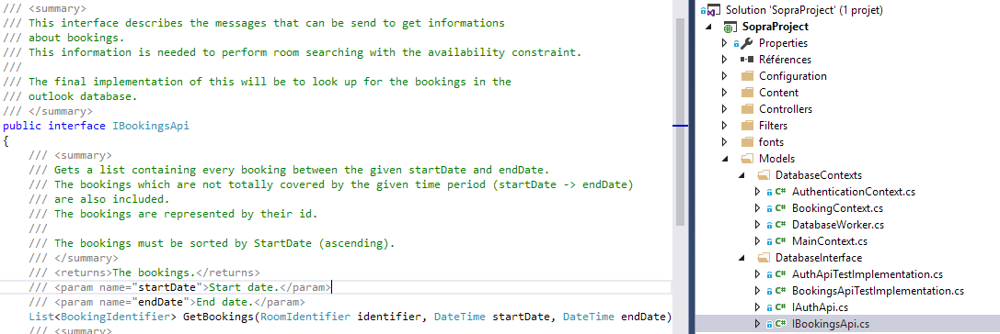 /// <summary>
/// This interface describes the messages that can be send to get informations
/// about bookings.
/// This information is needed to perform room searching with the availability constraint.
///
/// The final implementation of this will be to look up for the bookings in the
/// outlook database.
/// </summary>
public interface IBookingsApi
{
/// <summary>
/// Gets a list containing every booking between the given startDate and endDate.
/// The bookings which are not totally covered by the given time period (startDate -> endDate)
/// are also included.
/// The bookings are represented by their id.
///
/// The bookings must be sorted by StartDate (ascending).
/// </summary>
/// <returns>The bookings.</returns>
/// <param name="startDate">Start date.</param>
/// <param name="endDate">End date.</param>
List<BookingIdentifier> GetBookings(RoomIdentifier identifier, DateTime startDate, DateTime endDate)
/// <summary>
Solution 'SopraProject' (1 projet)
SopraProject
Properties
Références
Configuration
Content
Controllers
Filters
fonts
Models
DatabaseContexts
C# AuthenticationContext.cs
C# BookingContext.cs
C# DatabaseWorker.cs
C# MainContext.cs
DatabaseInterface
C# AuthApiTestImplementation.cs
C# BookingsApiTestImplementation.cs
C# IAuthApi.cs
C# IBookingsApi.cs